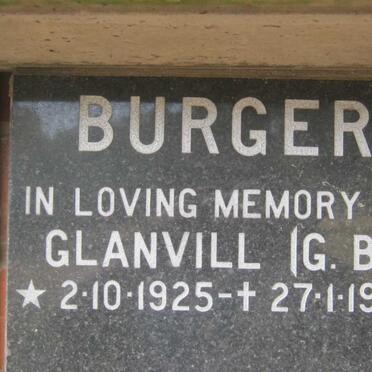 BURGER
IN LOVING MEMORY
GLANVILL (G. B
★ 2·10·1925-✝ 27·1·19